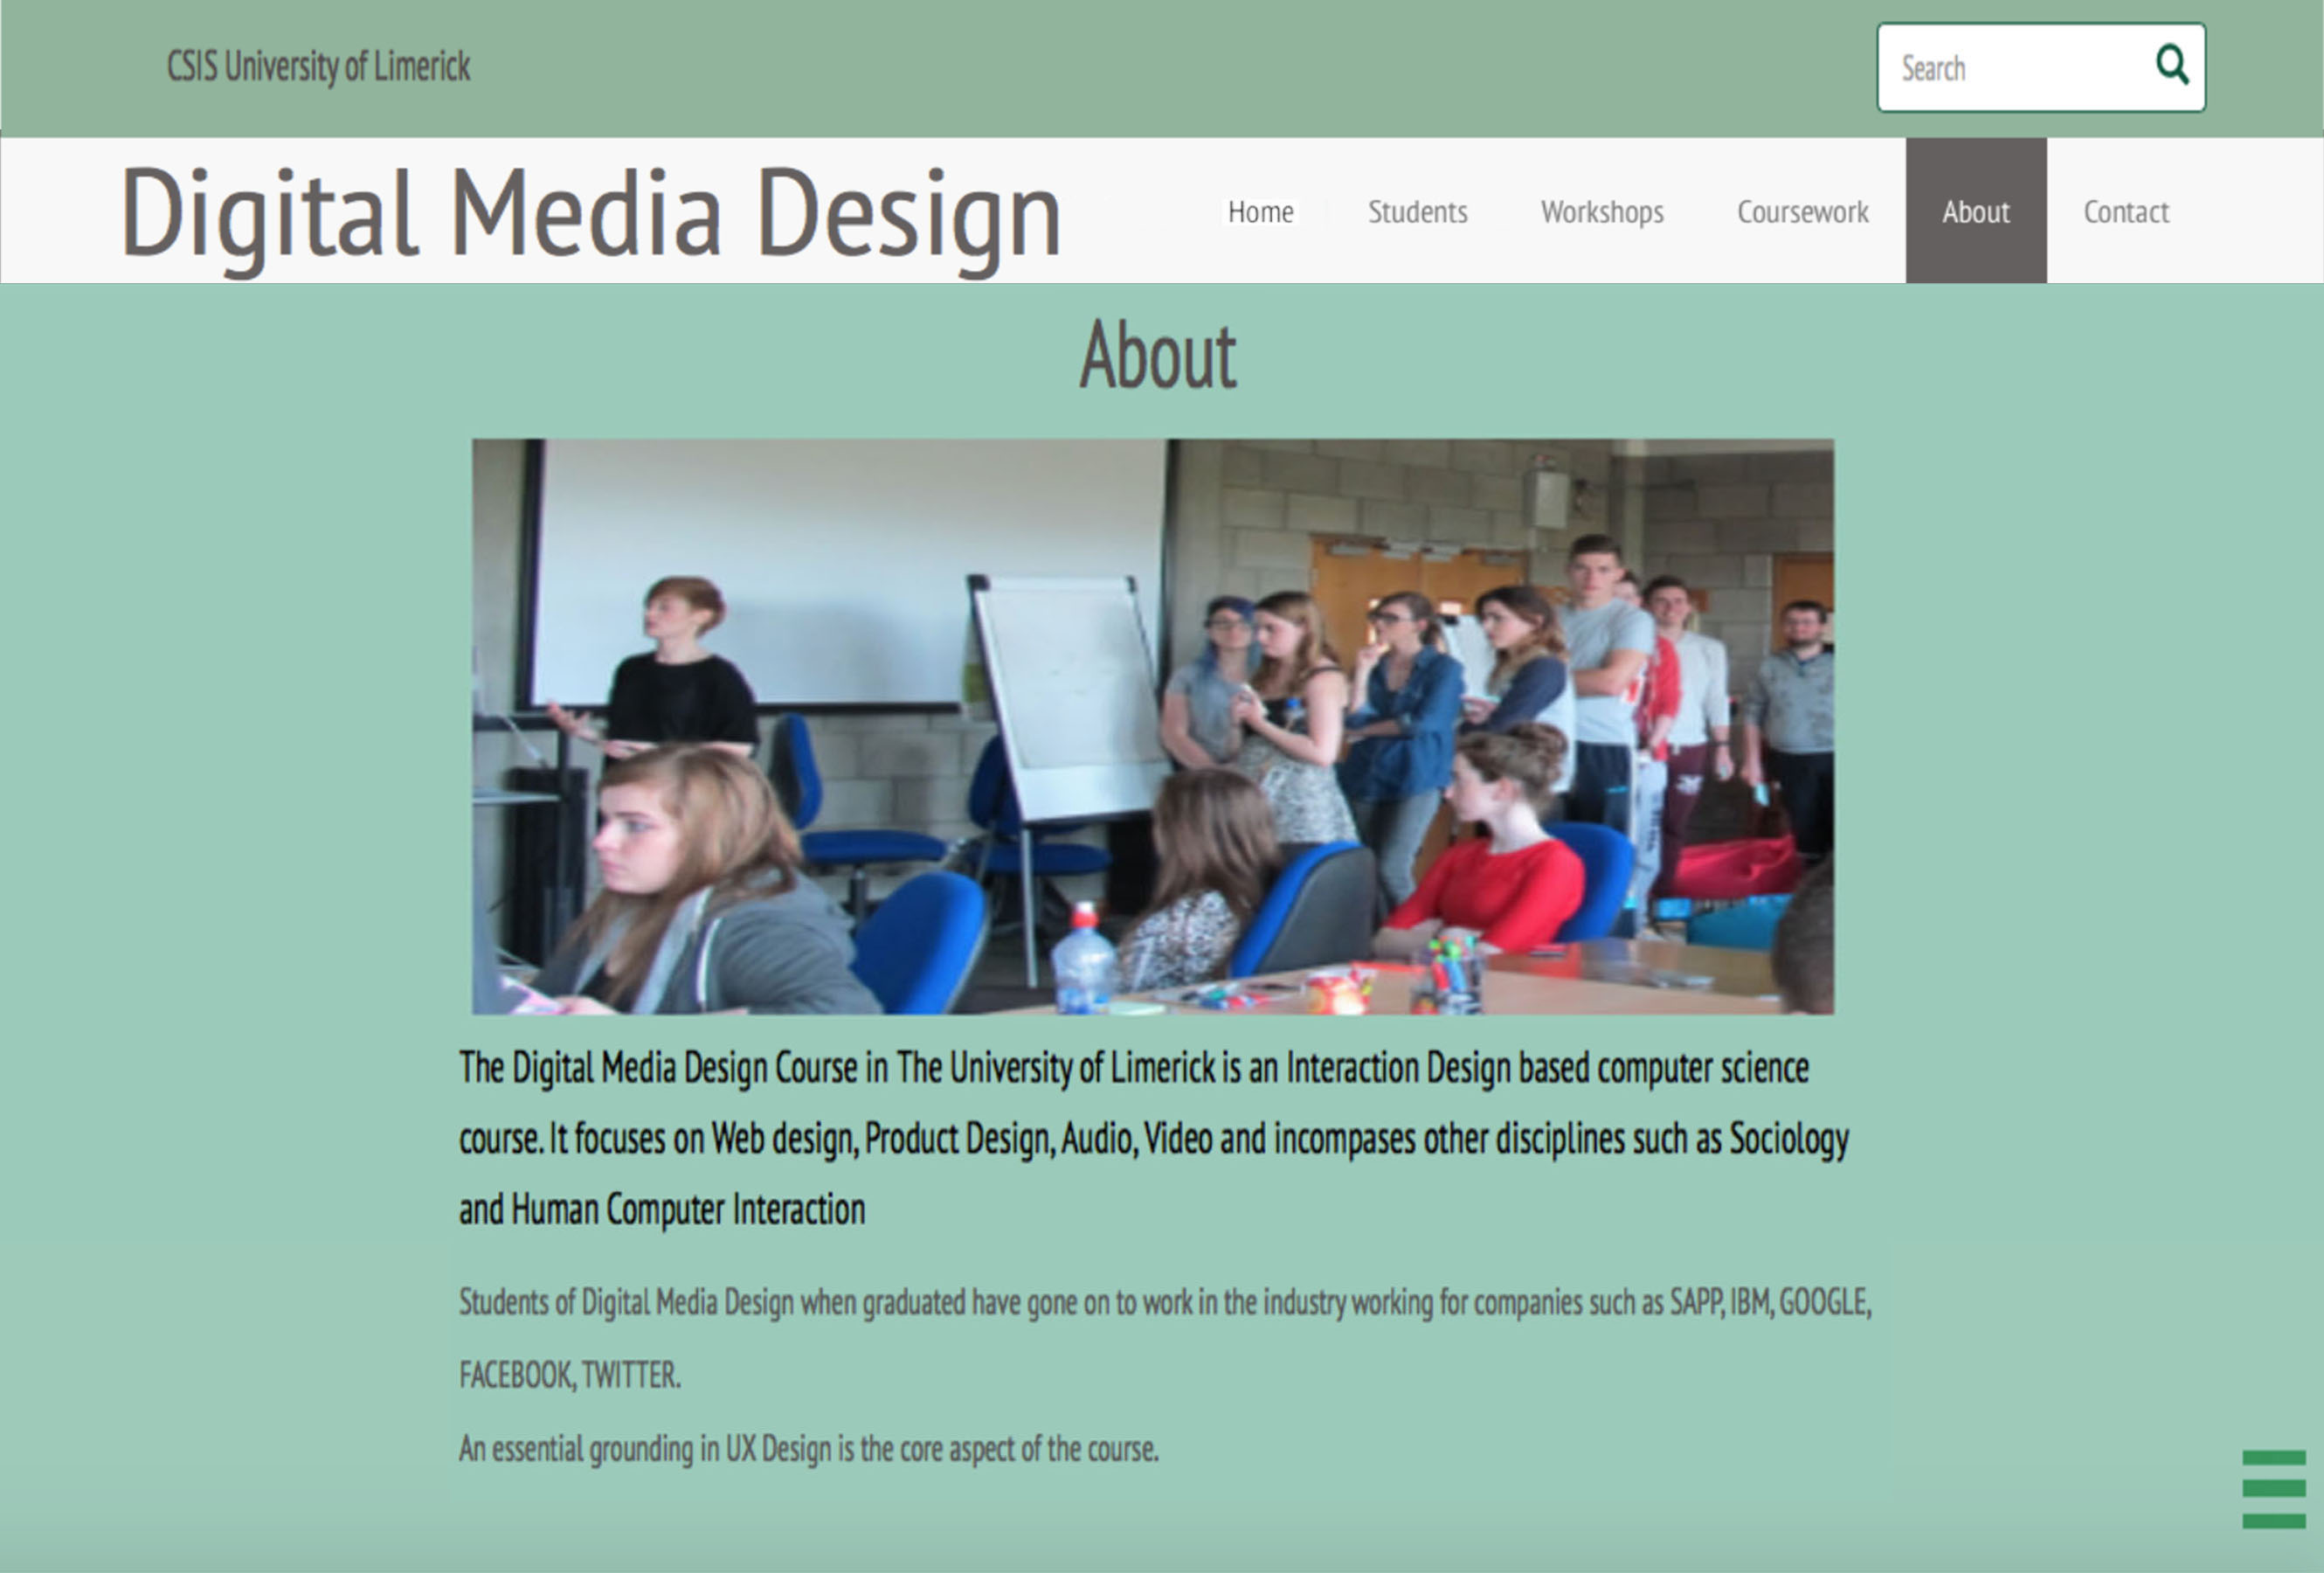 CSIS University of Limerick
Search
Digital Media Design
Home
Students
Workshops
Coursework
About
Contact
About
The Digital Media Design Course in The University of Limerick is an Interaction Design based computer science
course. It focuses on Web design, Product Design, Audio, Video and incompases other disciplines such as Sociology
and Human Computer Interaction
Students of Digital Media Design when graduated have gone on to work in the industry working for companies such as SAPP, IBM, GOOGLE,
FACEBOOK, TWITTER.
An essential grounding in UX Design is the core aspect of the course.